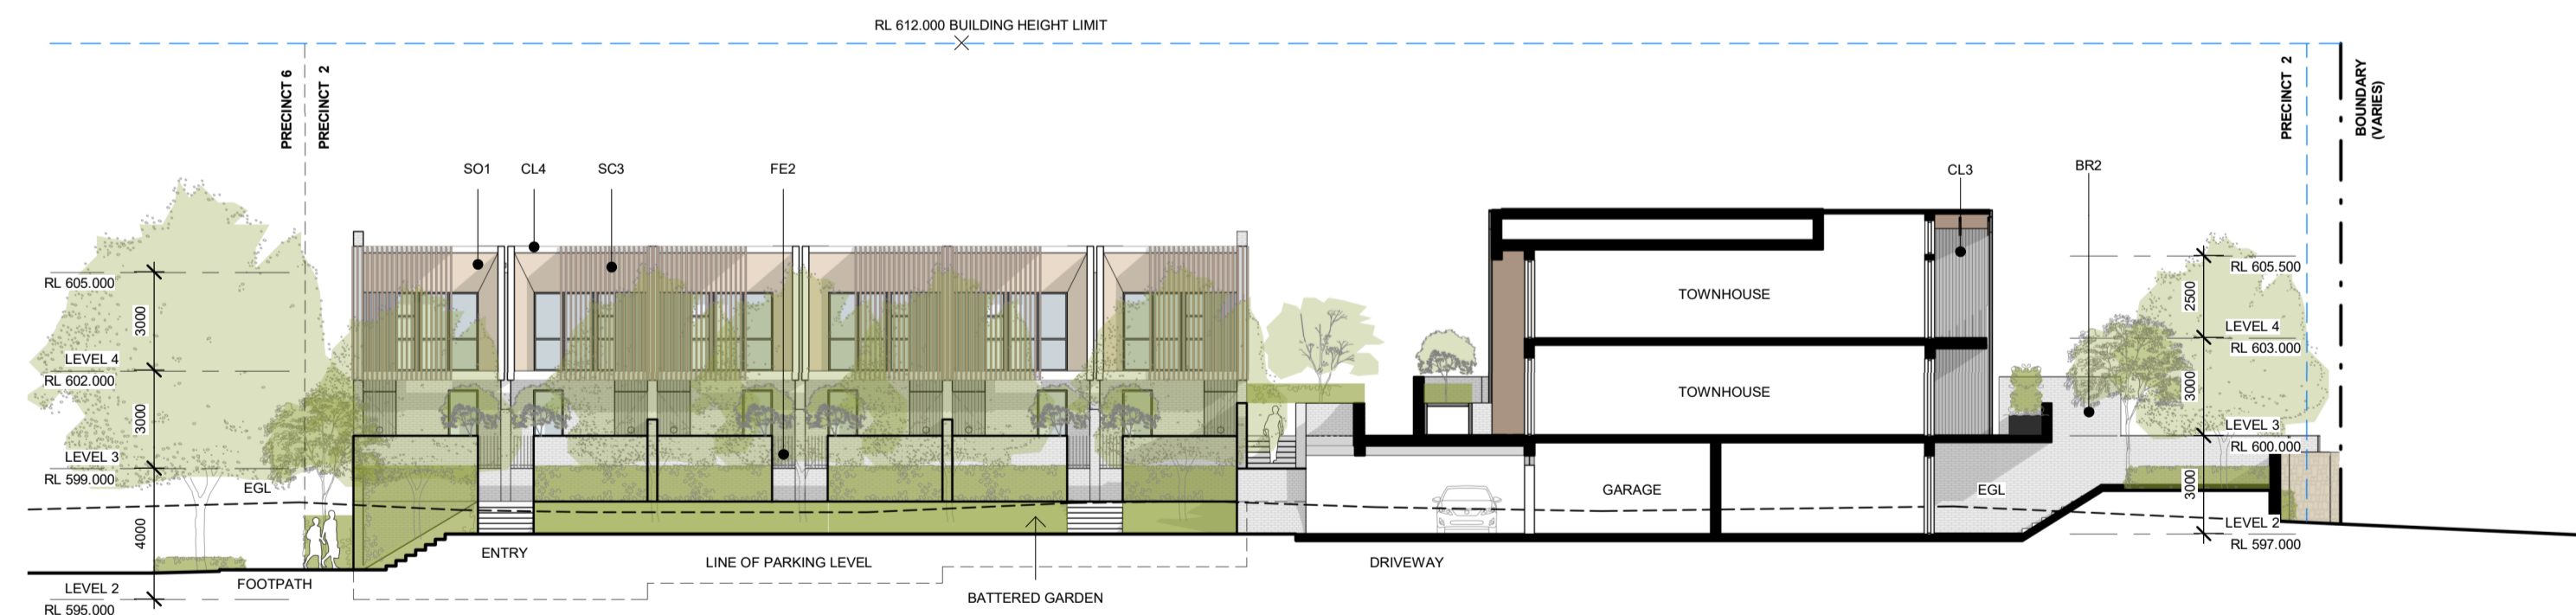 RL 612.000 BUILDING HEIGHT LIMIT
PRECINCT 6
PRECINCT 2
PRECINCT 2
BOUNDARY
(VARIES)
SO1
CL4
SC3
FE2
CL3
BR2
RL 605.000
3000
LEVEL 4
RL 602.000
3000
LEVEL 3
RL 599.000
EGL
4000
LEVEL 2
RL 595.000
FOOTPATH
ENTRY
LINE OF PARKING LEVEL
BATTERED GARDEN
DRIVEWAY
TOWNHOUSE
TOWNHOUSE
GARAGE
EGL
RL 605.500
2500
LEVEL 4
RL 603.000
3000
LEVEL 3
RL 600.000
3000
LEVEL 2
RL 597.000